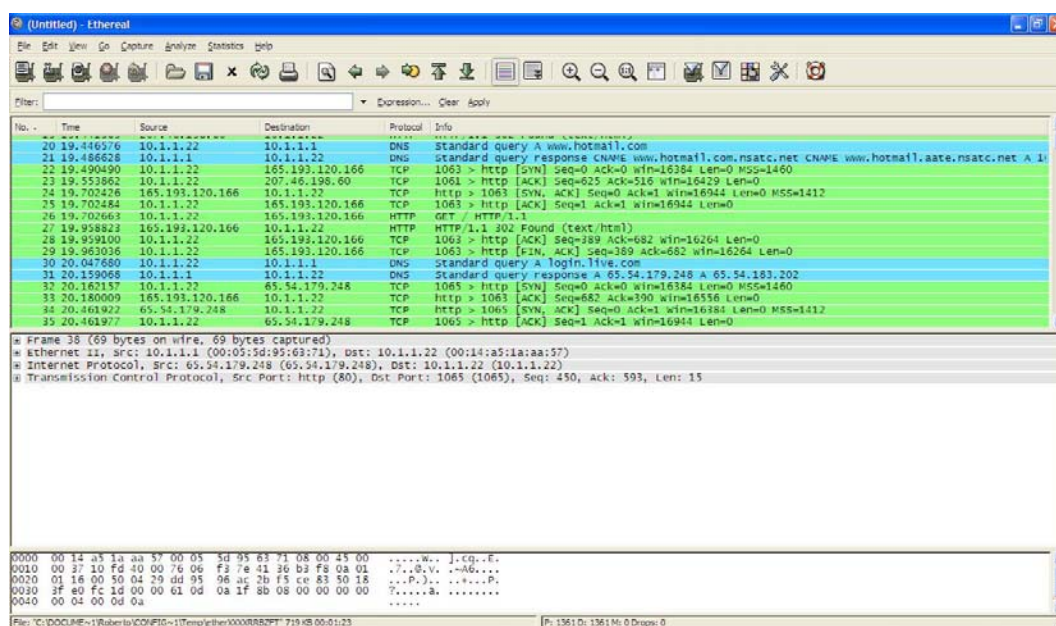 (Untitled) - Ethereal
File Edit View Go Capture Analyze Statistics Help
Filter: Expression... Clear Apply
No. - Time Source Destination Protocol Info
20 19.446576 10.1.1.22 10.1.1.1 DNS Standard query A www.hotmail.com
21 19.486628 10.1.1.1 10.1.1.22 DNS Standard query response CNAME www.hotmail.com.nsatc.net CNAME www.hotmail.aate.nsatc.net A
22 19.490490 10.1.1.22 165.193.120.166 TCP 1063 > http [SYN] Seq=0 Ack=0 Win=16384 Len=0 MSS=1460
23 19.553862 10.1.1.22 207.46.198.60 TCP 1061 > http [ACK] Seq=625 Ack=516 Win=16429 Len=0
24 19.702426 165.193.120.166 10.1.1.22 TCP http > 1063 [SYN, ACK] Seq=0 Ack=1 Win=16944 Len=0 MSS=1412
25 19.702484 10.1.1.22 165.193.120.166 TCP 1063 > http [ACK] Seq=1 Ack=1 Win=16944 Len=0
26 19.702663 10.1.1.22 165.193.120.166 HTTP GET / HTTP/1.1
27 19.958823 165.193.120.166 10.1.1.22 HTTP HTTP/1.1 302 Found (text/html)
28 19.959100 10.1.1.22 165.193.120.166 TCP 1063 > http [ACK] Seq=389 Ack=682 Win=16264 Len=0
29 19.963036 10.1.1.22 165.193.120.166 TCP 1063 > http [FIN, ACK] Seq=389 Ack=682 Win=16264 Len=0
30 20.047680 10.1.1.22 10.1.1.1 DNS Standard query A login.live.com
31 20.159068 10.1.1.1 10.1.1.22 DNS Standard query response A 65.54.179.248 A 65.54.183.202
32 20.162157 10.1.1.22 65.54.179.248 TCP 1065 > http [SYN] Seq=0 Ack=0 Win=16384 Len=0 MSS=1460
33 20.180009 165.193.120.166 10.1.1.22 TCP http > 1063 [ACK] Seq=682 Ack=390 Win=16556 Len=0
34 20.461922 65.54.179.248 10.1.1.22 TCP http > 1065 [SYN, ACK] Seq=0 Ack=1 Win=16384 Len=0 MSS=1412
35 20.461977 10.1.1.22 65.54.179.248 TCP 1065 > http [ACK] Seq=1 Ack=1 Win=16944 Len=0
Frame 38 (69 bytes on wire, 69 bytes captured)
Ethernet II, Src: 10.1.1.1 (00:05:5d:95:63:71), Dst: 10.1.1.22 (00:14:a5:1a:aa:57)
Internet Protocol, Src: 65.54.179.248 (65.54.179.248), Dst: 10.1.1.22 (10.1.1.22)
Transmission Control Protocol, Src Port: http (80), Dst Port: 1065 (1065), Seq: 450, Ack: 593, Len: 15
0000 00 14 a5 1a aa 57 00 05 5d 95 63 71 08 00 45 00 .....W.. ].cq..E.
0010 00 37 10 fd 40 00 76 06 f3 7e 41 36 b3 f8 0a 01 .7..@.v. .~A6....
0020 01 16 00 50 04 29 dd 95 96 ac 2b f5 ce 83 50 18 ...P.).. ..+...P.
0030 3f e0 fc 1d 00 00 61 0d 0a 1f 8b 08 00 00 00 00 ?.....a. ........
0040 00 04 00 0d 0a .....
P: 1361 D: 1361 M: 0 Drops: 0